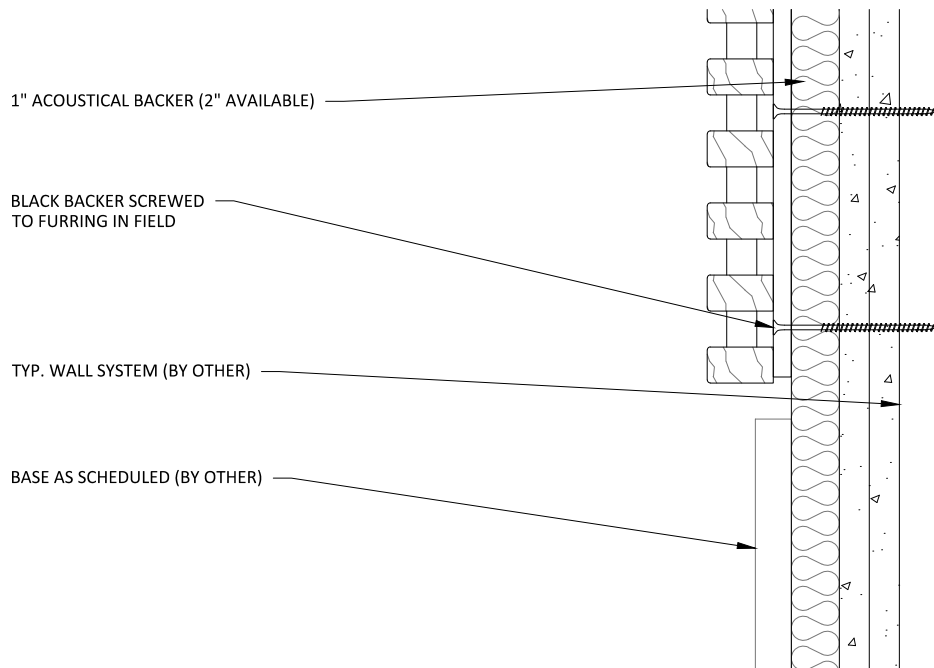 1" ACOUSTICAL BACKER (2" AVAILABLE)
BLACK BACKER SCREWED
TO FURRING IN FIELD
TYP. WALL SYSTEM (BY OTHER)
BASE AS SCHEDULED (BY OTHER)